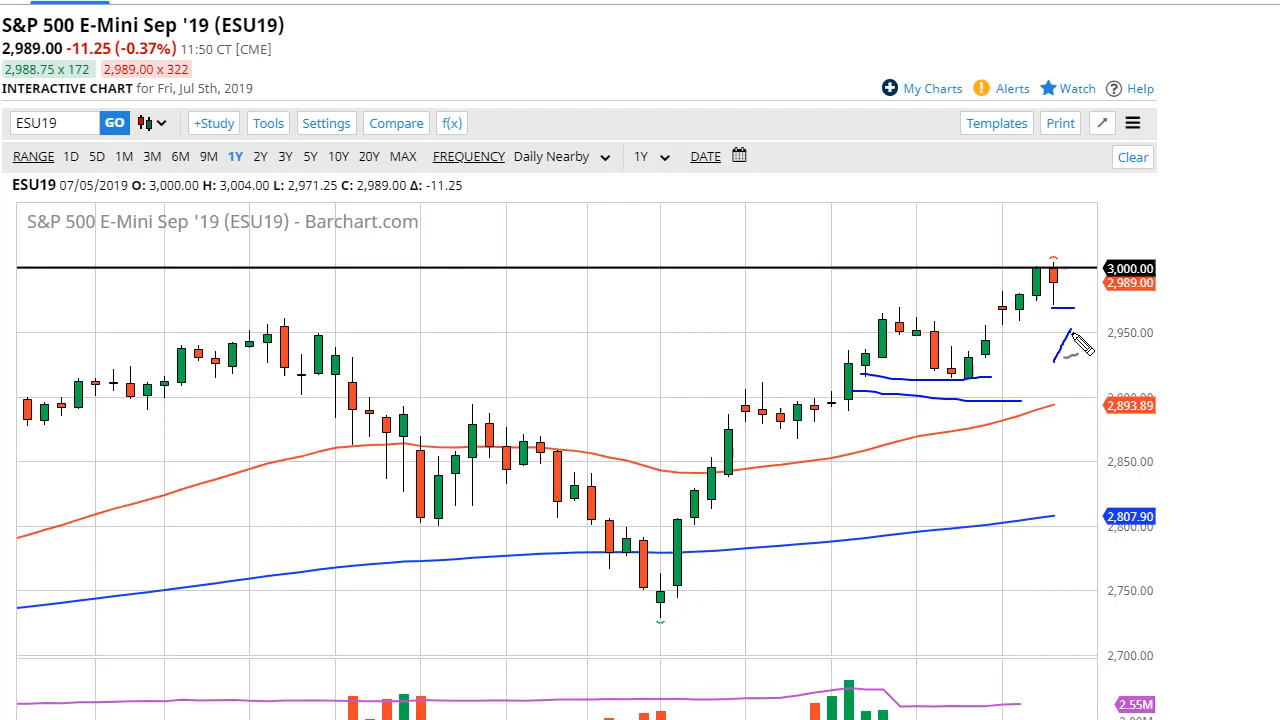 S&P 500 E-Mini Sep '19 (ESU19)
2,989.00 -11.25 (-0.37%) 11:50 CT [CME]
2,988.75 x 172 2,989.00 x 322
INTERACTIVE CHART for Fri, Jul 5th, 2019 My Charts Alerts Watch Help
ESU19 GO +Study Tools Settings Compare f(x) Templates Print
RANGE 1D 5D 1M 3M 6M 9M 1Y 2Y 3Y 5Y 10Y 20Y MAX FREQUENCY Daily Nearby 1Y DATE Clear
ESU19 07/05/2019 O: 3,000.00 H: 3,004.00 L: 2,971.25 C: 2,989.00 Δ: -11.25
S&P 500 E-Mini Sep '19 (ESU19) - Barchart.com
3,000.00
2,989.00
2,950.00
2,893.89
2,850.00
2,807.90
2,800.00
2,750.00
2,700.00
2.55M